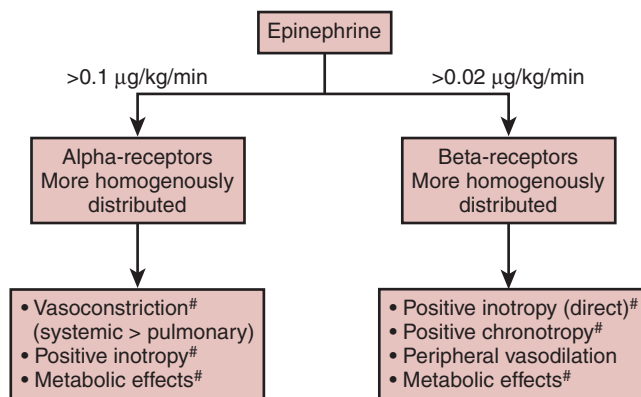 Epinephrine
>0.1 μg/kg/min
>0.02 μg/kg/min
Alpha-receptors
More homogenously
distributed
Beta-receptors
More homogenously
distributed
• Vasoconstriction#
(systemic > pulmonary)
• Positive inotropy#
• Metabolic effects#
• Positive inotropy (direct)#
• Positive chronotropy#
• Peripheral vasodilation
• Metabolic effects#